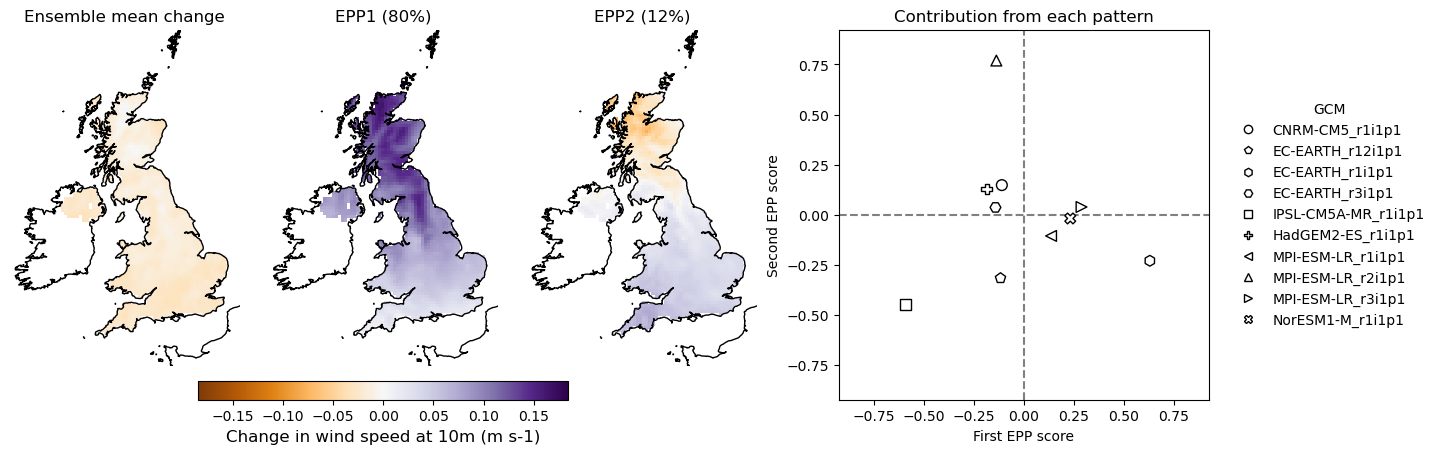 Ensemble mean change
EPP1 (80%)
EPP2 (12%)
Contribution from each pattern
−0.15 −0.10 −0.05 0.00 0.05 0.10 0.15
Change in wind speed at 10m (m s-1)
Second EPP score
0.75
0.50
0.25
0.00
−0.25
−0.50
−0.75
−0.75 −0.50 −0.25 0.00 0.25 0.50 0.75
First EPP score
GCM
CNRM-CM5_r1i1p1
EC-EARTH_r12i1p1
EC-EARTH_r1i1p1
EC-EARTH_r3i1p1
IPSL-CM5A-MR_r1i1p1
HadGEM2-ES_r1i1p1
MPI-ESM-LR_r1i1p1
MPI-ESM-LR_r2i1p1
MPI-ESM-LR_r3i1p1
NorESM1-M_r1i1p1